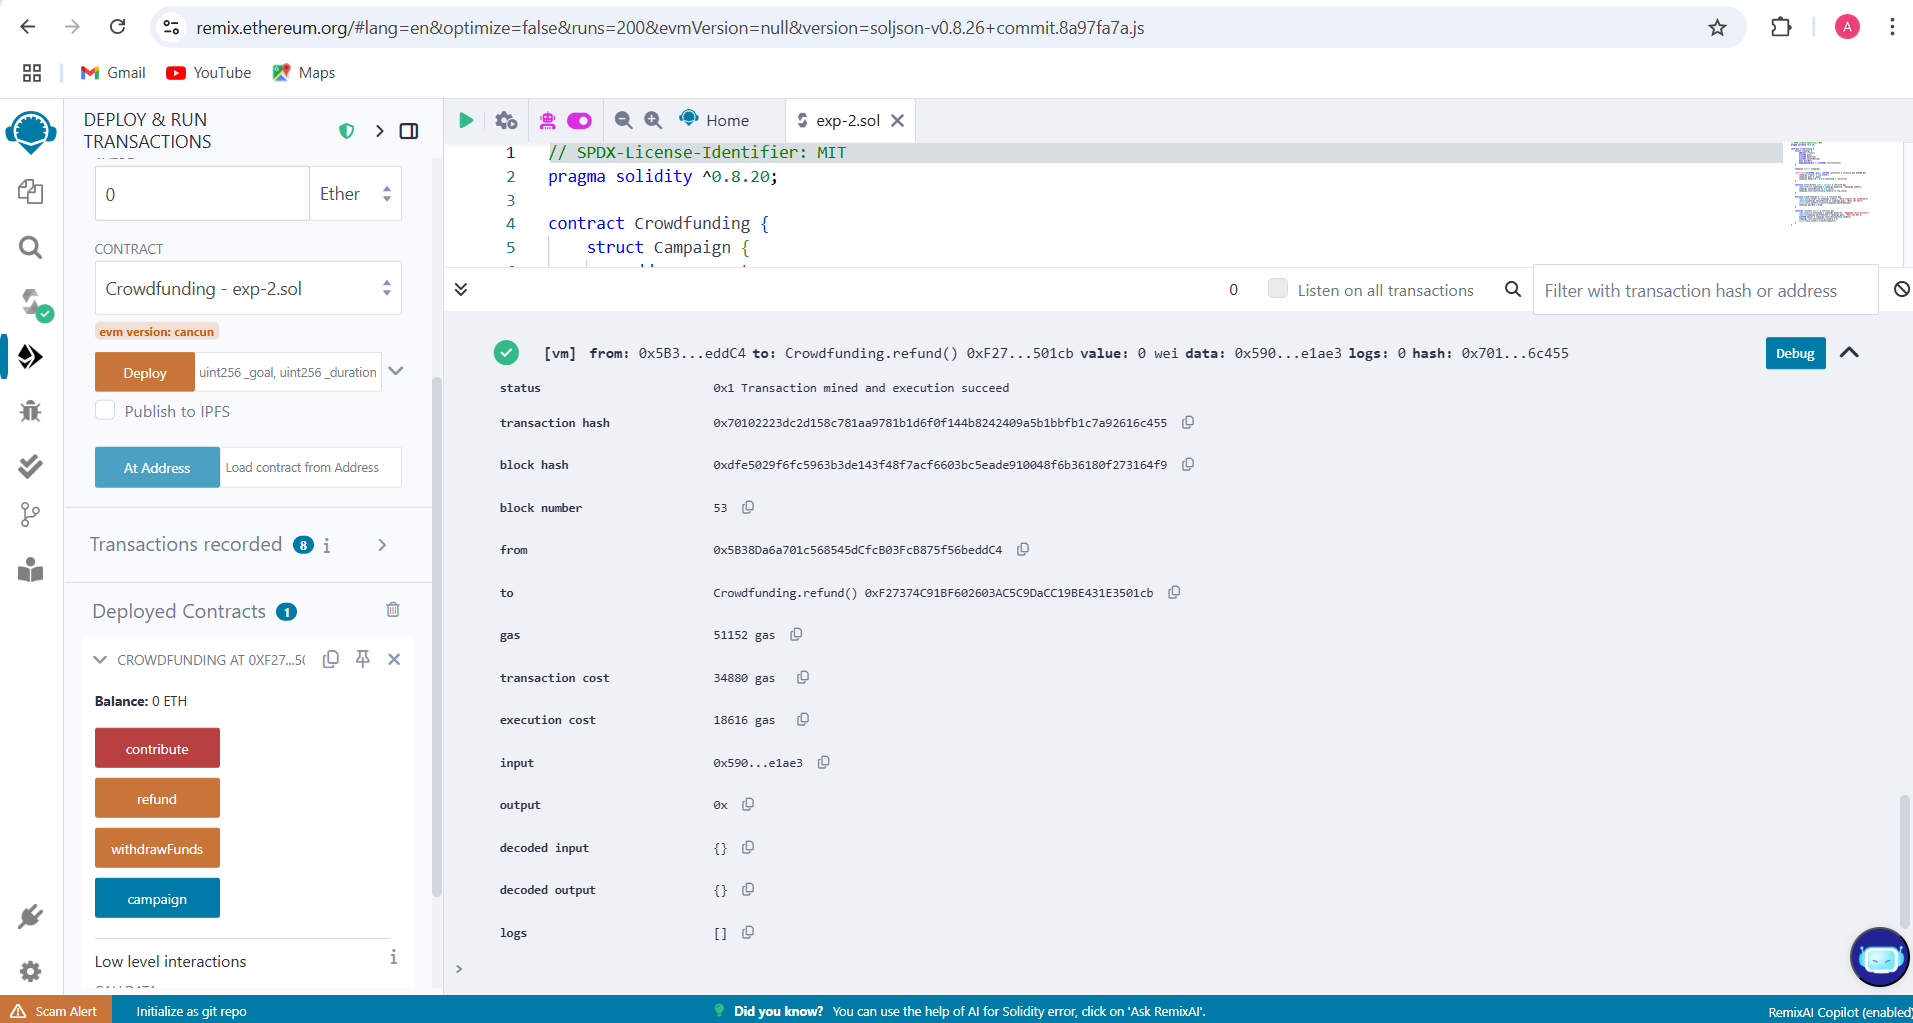 remix.ethereum.org/#lang=en&optimize=false&runs=200&evmVersion=null&version=soljson-v0.8.26+commit.8a97fa7a.js
A
Gmail
YouTube
Maps
DEPLOY & RUN
TRANSACTIONS
0
Ether
CONTRACT
Crowdfunding - exp-2.sol
evm version: cancun
Deploy
uint256 _goal, uint256 _duration
Publish to IPFS
At Address
Load contract from Address
Transactions recorded 8 i
Deployed Contracts 1
CROWDFUNDING AT 0XF27...50
Balance: 0 ETH
contribute
refund
withdrawFunds
campaign
Low level interactions
i
Home
exp-2.sol
1 // SPDX-License-Identifier: MIT
2 pragma solidity ^0.8.20;
3
4 contract Crowdfunding {
5 struct Campaign {
0
Listen on all transactions
Filter with transaction hash or address
[vm] from: 0x5B3...eddC4 to: Crowdfunding.refund() 0xF27...501cb value: 0 wei data: 0x590...e1ae3 logs: 0 hash: 0x701...6c455
Debug
status 0x1 Transaction mined and execution succeed
transaction hash 0x70102223dc2d158c781aa9781b1d6f0f144b8242409a5b1bbfb1c7a92616c455
block hash 0xdfe5029f6fc5963b3de143f48f7acf6603bc5eade910048f6b36180f273164f9
block number 53
from 0x5B38Da6a701c568545dCfcB03FcB875f56beddC4
to Crowdfunding.refund() 0xF27374C91BF602603AC5C9DaCC19BE431E3501cb
gas 51152 gas
transaction cost 34880 gas
execution cost 18616 gas
input 0x590...e1ae3
output 0x
decoded input {}
decoded output {}
logs []
>
Scam Alert
Initialize as git repo
Did you know? You can use the help of AI for Solidity error, click on 'Ask RemixAI'.
RemixAI Copilot (enabled)